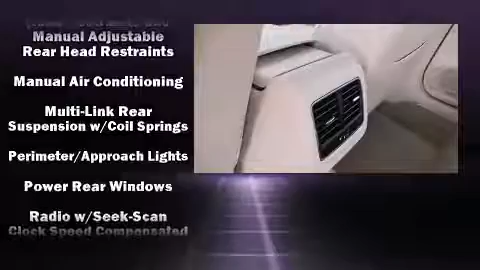 Manual Adjustable
Rear Head Restraints
Manual Air Conditioning
Multi-Link Rear
Suspension w/Coil Springs
Perimeter/Approach Lights
Power Rear Windows
Radio w/Seek-Scan
Clock Speed Compensated